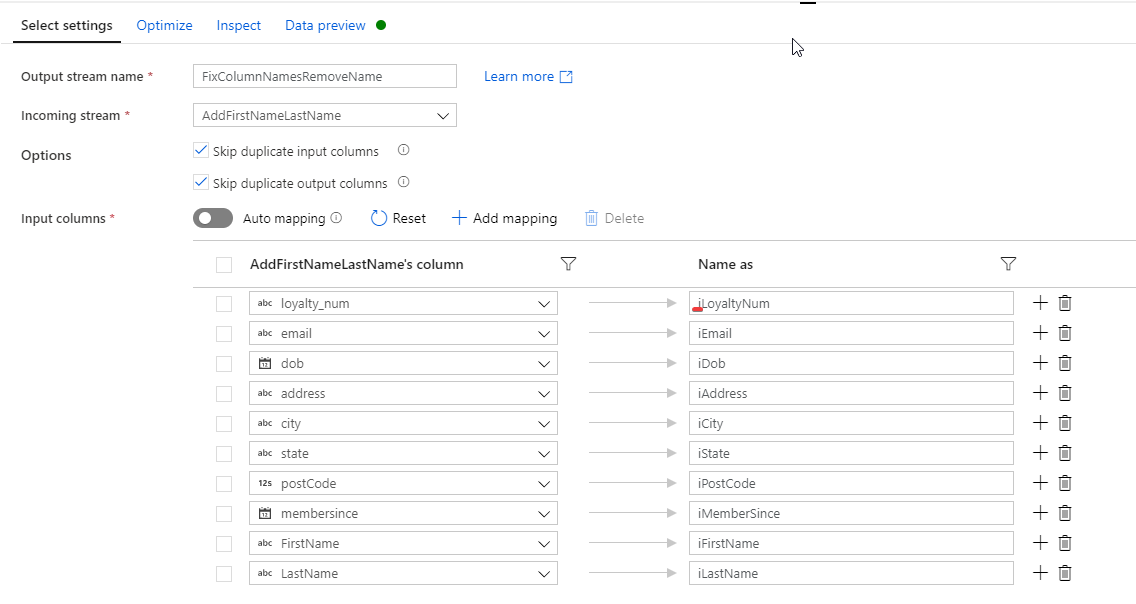 Select settings Optimize Inspect Data preview
Output stream name * FixColumnNamesRemoveName Learn more
Incoming stream * AddFirstNameLastName
Options Skip duplicate input columns
Skip duplicate output columns
Input columns * Auto mapping Reset Add mapping Delete
AddFirstNameLastName's column Name as
abc loyalty_num iLoyaltyNum
abc email iEmail
dob iDob
abc address iAddress
abc city iCity
abc state iState
12s postCode iPostCode
membersince iMemberSince
abc FirstName iFirstName
abc LastName iLastName